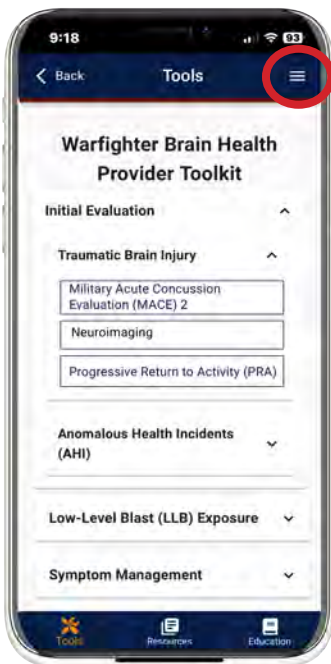 9:18
93
Back
Tools
Warfighter Brain Health
Provider Toolkit
Initial Evaluation
Traumatic Brain Injury
Military Acute Concussion
Evaluation (MACE) 2
Neuroimaging
Progressive Return to Activity (PRA)
Anomalous Health Incidents
(AHI)
Low-Level Blast (LLB) Exposure
Symptom Management
Tools
Resources
Education